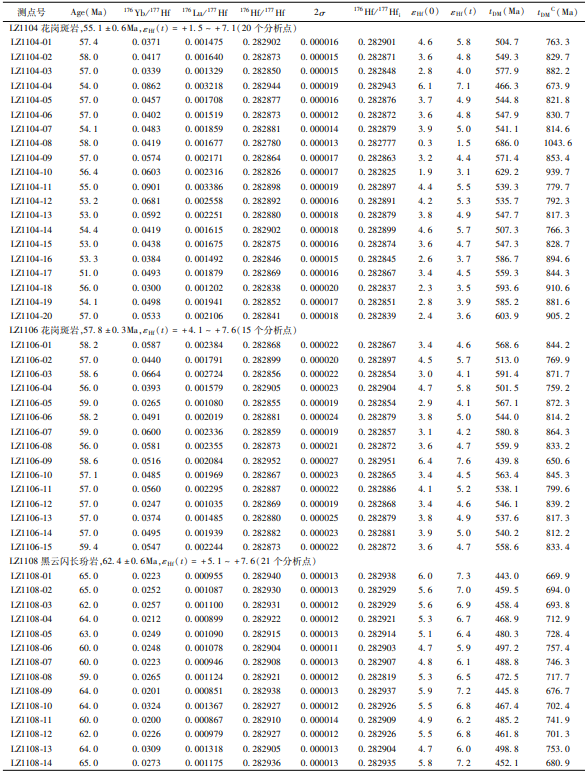 测点号 Age(Ma) ¹⁷⁶Yb/¹⁷⁷Hf ¹⁷⁶La/¹⁷⁷Hf ¹⁷⁶Hf/¹⁷⁷Hf 2σ ¹⁷⁶Hf/¹⁷⁷Hfᵢ εHf(0) εHf(t) tDM(Ma) tDMᶜ(Ma)
LZ1104 花岗斑岩,55.1±0.6Ma,εHf(t)=+1.5~+7.1(20个分析点)
LZ1104-01 57.4 0.0371 0.001475 0.282902 0.000016 0.282901 4.6 5.8 504.7 763.3
LZ1104-02 58.0 0.0417 0.001640 0.282873 0.000015 0.282871 3.6 4.8 549.3 829.7
LZ1104-03 57.0 0.0339 0.001329 0.282850 0.000015 0.282848 2.8 4.0 577.9 882.2
LZ1104-04 54.0 0.0862 0.003218 0.282944 0.000019 0.282943 6.1 7.1 466.3 673.9
LZ1104-05 57.0 0.0457 0.001708 0.282877 0.000016 0.282876 3.7 4.9 544.8 821.8
LZ1104-06 57.0 0.0402 0.001519 0.282873 0.000012 0.282872 3.6 4.8 547.9 830.7
LZ1104-07 54.1 0.0483 0.001859 0.282881 0.000014 0.282879 3.9 5.0 541.1 814.6
LZ1104-08 58.0 0.0419 0.001677 0.282780 0.000013 0.282777 0.3 1.5 686.0 1043.6
LZ1104-09 57.0 0.0574 0.002171 0.282864 0.000017 0.282863 3.2 4.4 571.4 853.4
LZ1104-10 56.4 0.0603 0.002316 0.282826 0.000017 0.282825 1.9 3.1 629.2 939.7
LZ1104-11 55.0 0.0901 0.003386 0.282898 0.000019 0.282897 4.4 5.5 539.3 779.7
LZ1104-12 53.2 0.0681 0.002558 0.282892 0.000016 0.282891 4.2 5.3 535.7 792.3
LZ1104-13 53.0 0.0592 0.002251 0.282880 0.000018 0.282879 3.8 4.9 547.7 817.3
LZ1104-14 54.4 0.0419 0.001615 0.282902 0.000018 0.282899 4.6 5.7 507.3 766.3
LZ1104-15 53.0 0.0438 0.001675 0.282875 0.000018 0.282874 3.6 4.7 547.3 828.7
LZ1104-16 53.3 0.0384 0.001492 0.282846 0.000015 0.282845 2.6 3.7 586.7 894.6
LZ1104-17 51.0 0.0493 0.001879 0.282869 0.000016 0.282867 3.4 4.5 559.3 844.3
LZ1104-18 56.0 0.0300 0.001202 0.282838 0.000020 0.282837 2.3 3.5 593.6 910.6
LZ1104-19 54.1 0.0498 0.001941 0.282852 0.000017 0.282851 2.8 3.9 585.2 881.6
LZ1104-20 57.0 0.0533 0.002106 0.282841 0.000018 0.282839 2.4 3.6 603.9 905.2
LZ1106 花岗斑岩,57.8±0.3Ma,εHf(t)=+4.1~+7.6(15个分析点)
LZ1106-01 58.2 0.0587 0.002384 0.282868 0.000022 0.282867 3.4 4.6 568.6 844.2
LZ1106-02 57.0 0.0440 0.001791 0.282899 0.000020 0.282897 4.5 5.7 513.0 769.9
LZ1106-03 58.6 0.0664 0.002724 0.282856 0.000022 0.282854 3.0 4.1 591.4 871.7
LZ1106-04 56.0 0.0393 0.001579 0.282905 0.000023 0.282904 4.7 5.8 501.5 759.2
LZ1106-05 59.0 0.0265 0.001080 0.282855 0.000019 0.282854 2.9 4.1 567.1 872.3
LZ1106-06 58.2 0.0491 0.002019 0.282881 0.000024 0.282879 3.8 5.0 544.0 814.2
LZ1106-07 59.0 0.0600 0.002336 0.282859 0.000019 0.282857 3.1 4.2 580.8 864.3
LZ1106-08 56.0 0.0581 0.002355 0.282873 0.000021 0.282872 3.6 4.7 559.9 833.2
LZ1106-09 58.6 0.0516 0.002084 0.282952 0.000027 0.282951 6.4 7.6 439.8 650.6
LZ1106-10 57.1 0.0485 0.001969 0.282867 0.000023 0.282865 3.4 4.5 563.4 845.3
LZ1106-11 57.0 0.0560 0.002295 0.282887 0.000022 0.282886 4.1 5.2 538.1 799.6
LZ1106-12 57.0 0.0247 0.001035 0.282869 0.000019 0.282868 3.4 4.6 546.1 839.2
LZ1106-13 57.0 0.0374 0.001485 0.282880 0.000025 0.282879 3.8 4.9 537.6 817.3
LZ1106-14 57.0 0.0495 0.001939 0.282882 0.000023 0.282881 3.9 5.0 540.2 812.2
LZ1106-15 59.4 0.0547 0.002244 0.282873 0.000022 0.282872 3.6 4.7 558.6 833.4
LZ1108 黑云闪长玢岩,62.4±0.6Ma,εHf(t)=+5.1~+7.6(21个分析点)
LZ1108-01 65.0 0.0223 0.000955 0.282940 0.000013 0.282938 6.0 7.3 443.0 669.9
LZ1108-02 65.0 0.0252 0.001087 0.282930 0.000013 0.282929 5.6 7.0 459.5 694.0
LZ1108-03 62.0 0.0257 0.001100 0.282931 0.000012 0.282929 5.6 6.9 458.4 693.8
LZ1108-04 64.0 0.0212 0.000899 0.282922 0.000012 0.282921 5.3 6.7 468.9 712.9
LZ1108-05 63.0 0.0249 0.001090 0.282915 0.000013 0.282914 5.1 6.4 480.3 728.4
LZ1108-06 60.0 0.0248 0.001078 0.282904 0.000011 0.282903 4.7 5.9 497.2 757.4
LZ1108-07 60.0 0.0223 0.000946 0.282908 0.000013 0.282907 4.8 6.1 488.8 746.3
LZ1108-08 59.0 0.0265 0.001124 0.282921 0.000012 0.282819 5.3 6.5 472.5 717.7
LZ1108-09 64.0 0.0201 0.000851 0.282938 0.000013 0.282937 5.9 7.2 445.8 676.7
LZ1108-10 64.0 0.0324 0.001367 0.282927 0.000012 0.282926 5.5 6.8 467.4 702.4
LZ1108-11 60.0 0.0200 0.000867 0.282910 0.000014 0.282909 4.9 6.2 485.2 741.9
LZ1108-12 62.0 0.0226 0.000979 0.282927 0.000012 0.282926 5.5 6.8 461.8 701.3
LZ1108-13 64.0 0.0309 0.001318 0.282905 0.000013 0.282904 4.7 6.0 498.8 753.0
LZ1108-14 65.0 0.0273 0.001175 0.282936 0.000013 0.282935 5.8 7.2 452.1 680.9